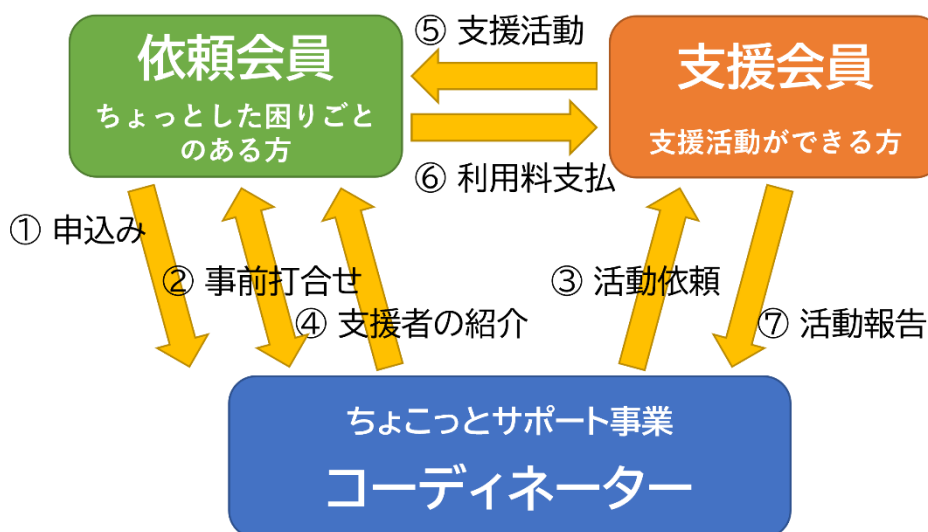 依頼会員
ちょっとした困りごと
のある方
⑤ 支援活動
支援会員
支援活動ができる方
⑥ 利用料支払
① 申込み
② 事前打合せ
③ 活動依頼
④ 支援者の紹介
⑦ 活動報告
ちょこっとサポート事業
コーディネーター